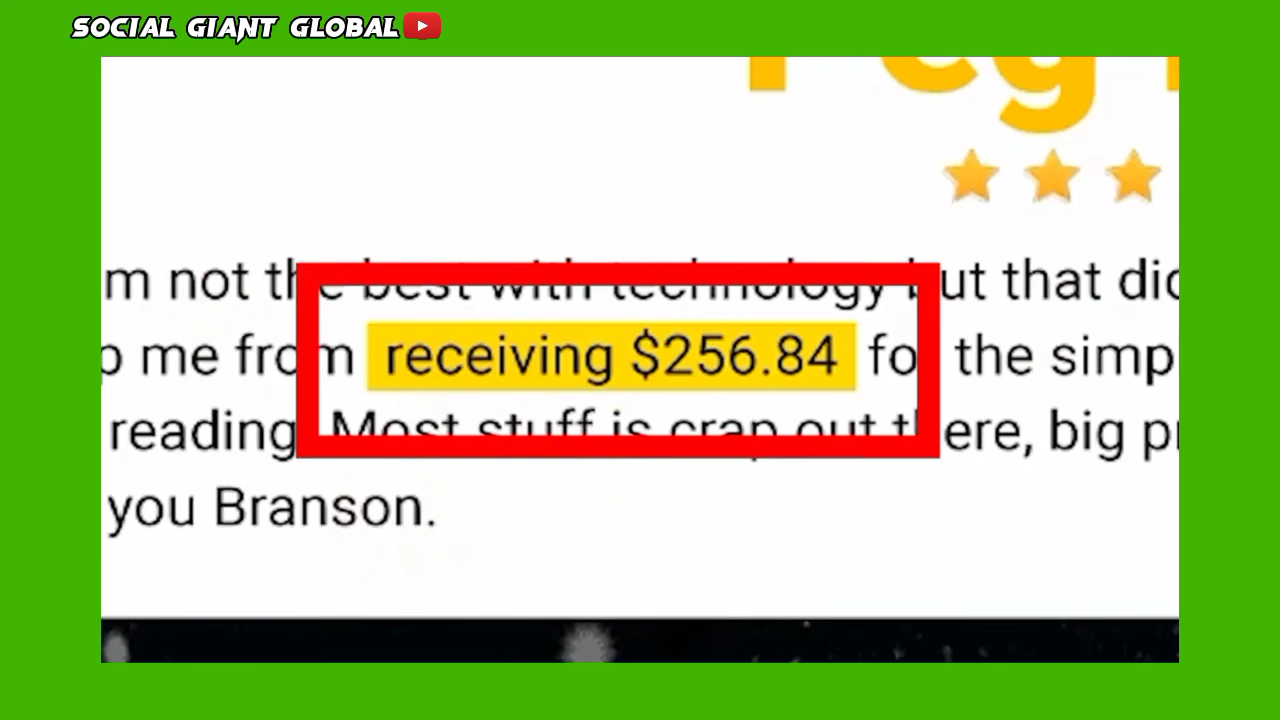 SOCIAL GIANT GLOBAL
m not the best with technology but that did
me from receiving $256.84 for the simp
reading. Most stuff is crap out there, big
you Branson.